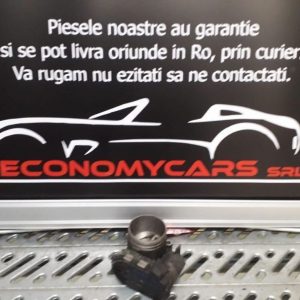 Piesele noastre au garantie
si se pot livra oriunde in Ro, prin curier.
Va rugam nu ezitati sa ne contactati.
ECONOMYCARS SRL